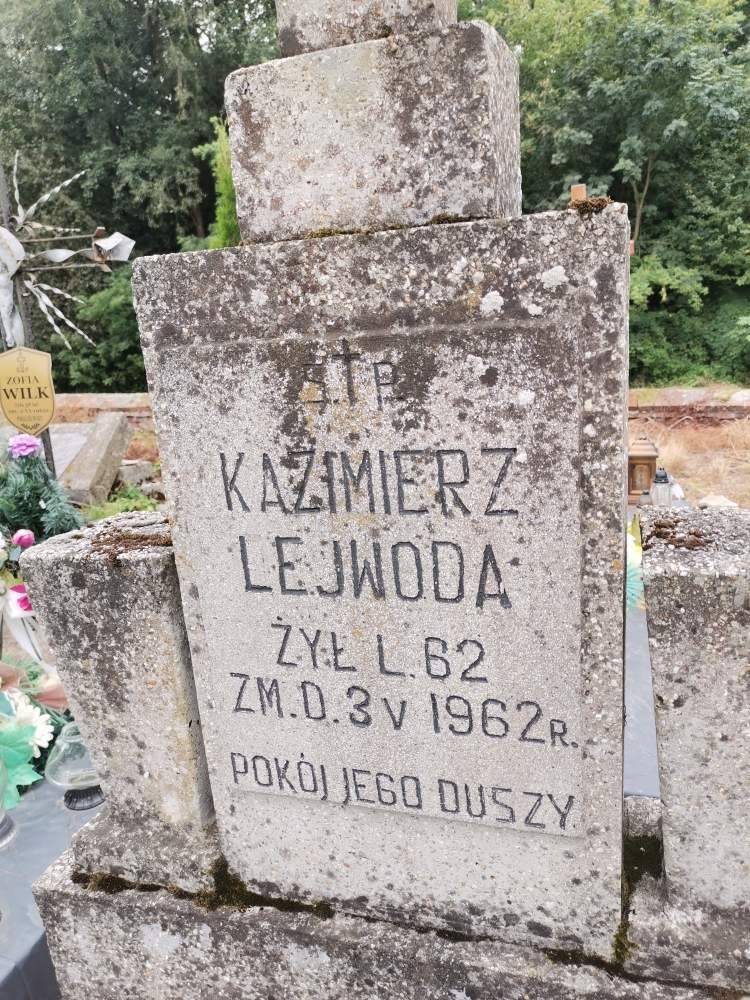 Ś. † P.
KAZIMIERZ
LEJWODA
ŻYŁ L. 62
ZM. D. 3 V 1962 R.
POKÓJ JEGO DUSZY
ZOFIA
WILK